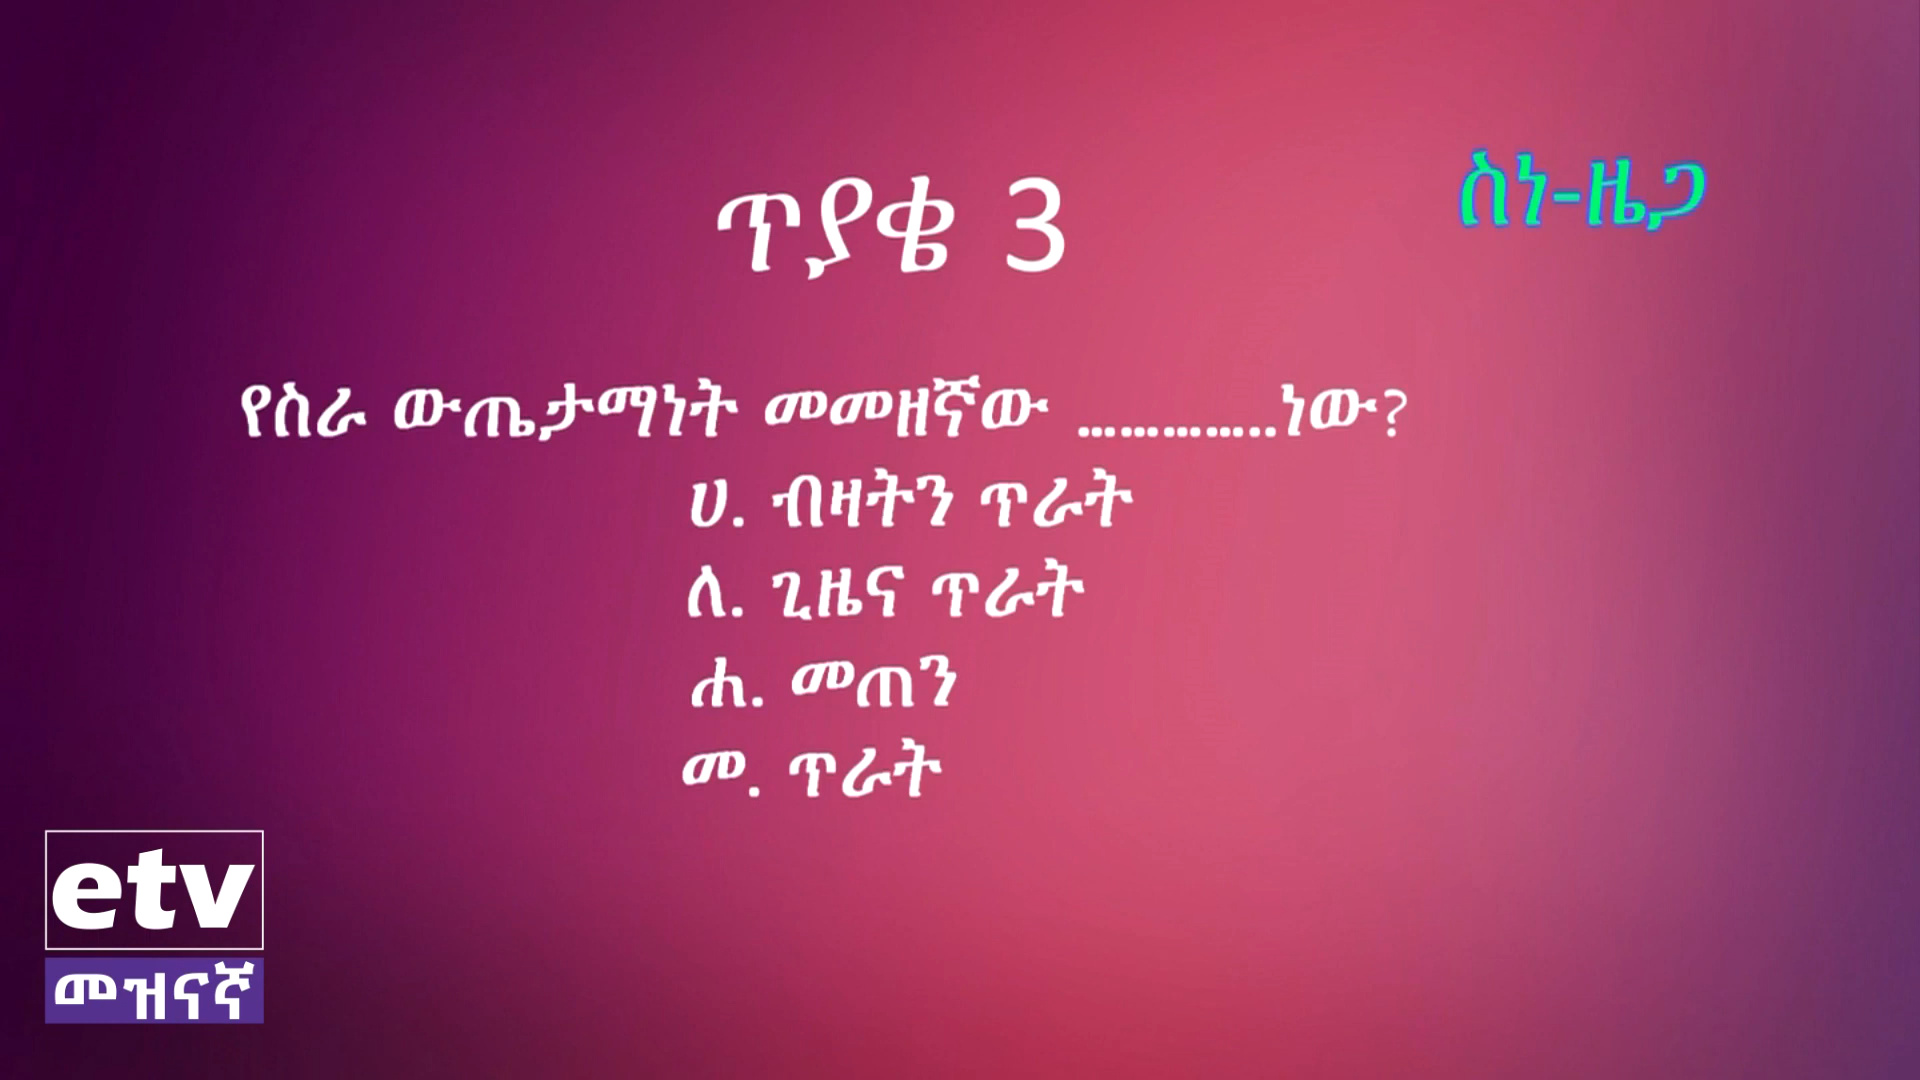 ጥያቄ 3
ስነ-ዜጋ
የስራ ውጤታማነት መመዘኛው …………..ነው?
ሀ. ብዛትን ጥራት
ለ. ጊዜና ጥራት
ሐ. መጠን
መ. ጥራት
etv
መዝናኛ